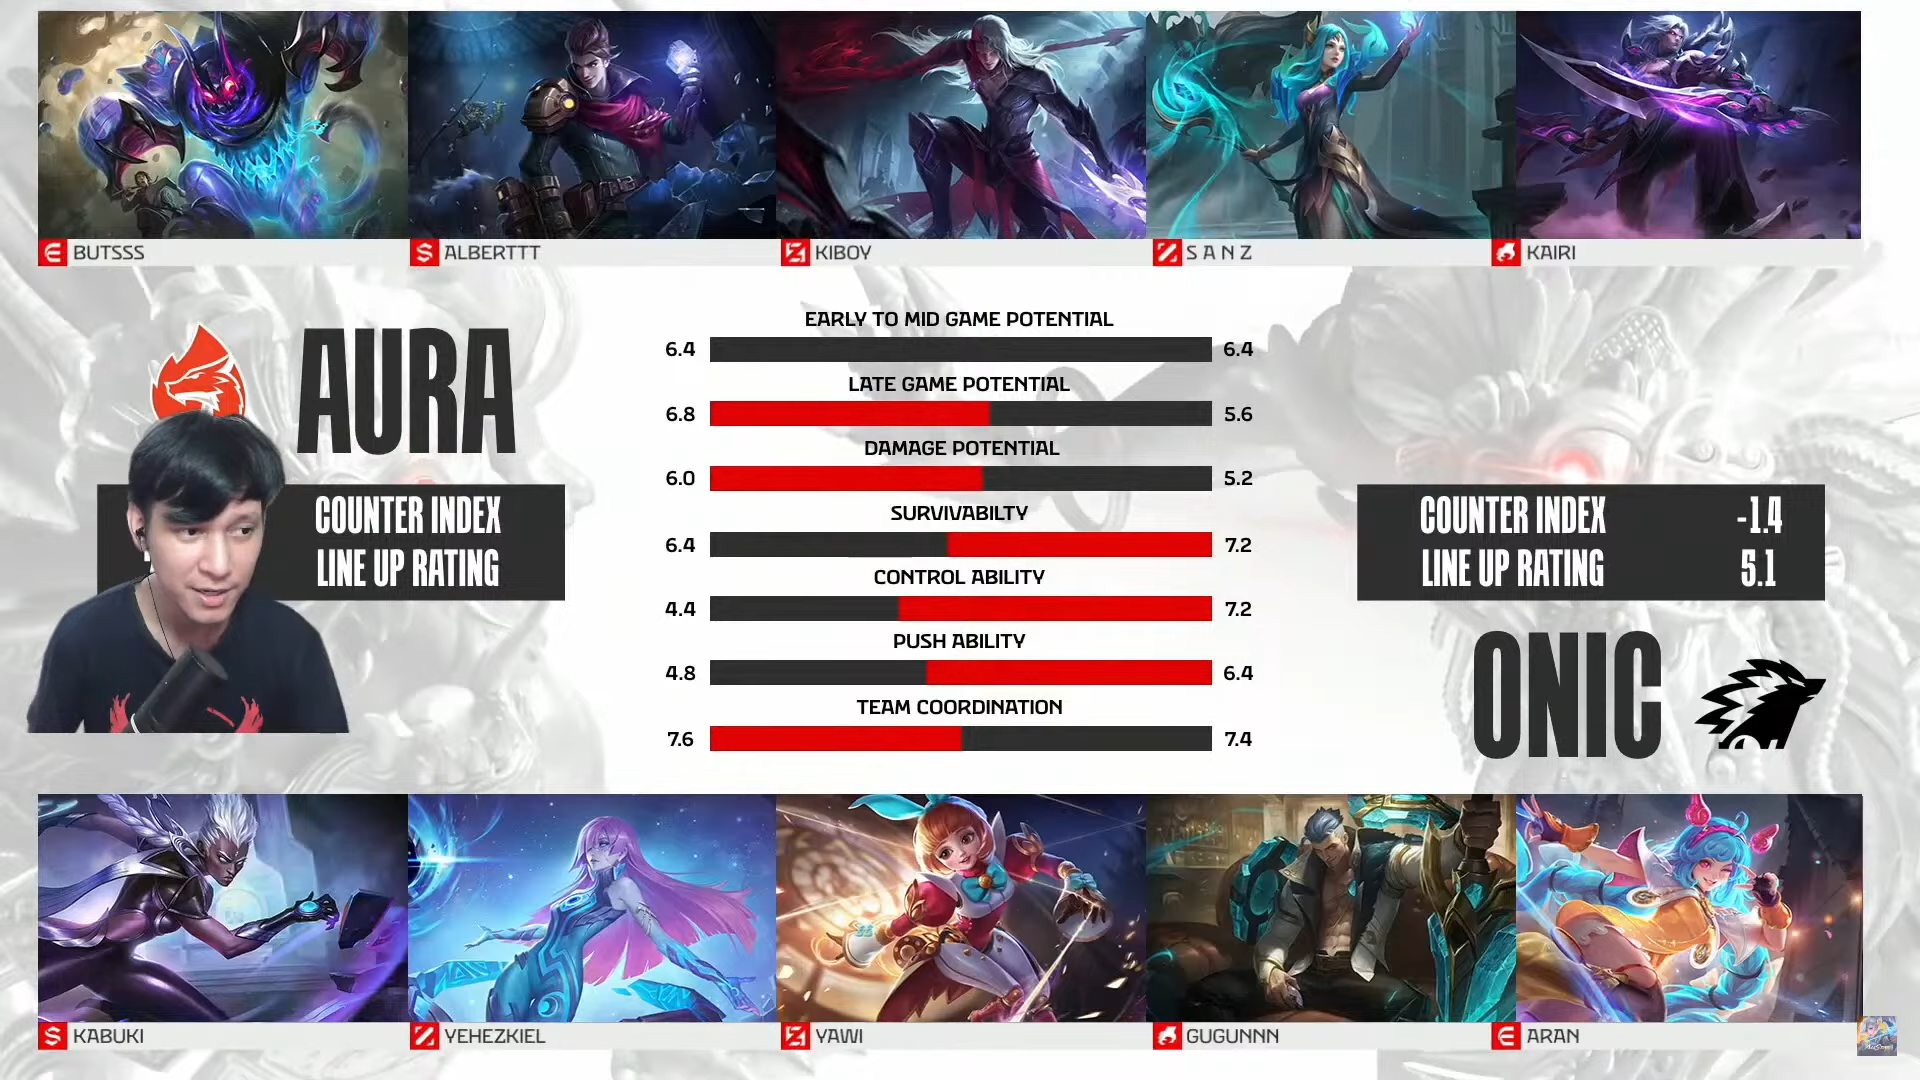 BUTSSS
ALBERTTT
KIBOY
S A N Z
KAIRI
AURA
COUNTER INDEX
LINE UP RATING
EARLY TO MID GAME POTENTIAL
6.4 6.4
LATE GAME POTENTIAL
6.8 5.6
DAMAGE POTENTIAL
6.0 5.2
SURVIVABILTY
6.4 7.2
CONTROL ABILITY
4.4 7.2
PUSH ABILITY
4.8 6.4
TEAM COORDINATION
7.6 7.4
COUNTER INDEX -1.4
LINE UP RATING 5.1
ONIC
KABUKI
YEHEZKIEL
YAWI
GUGUNNN
ARAN